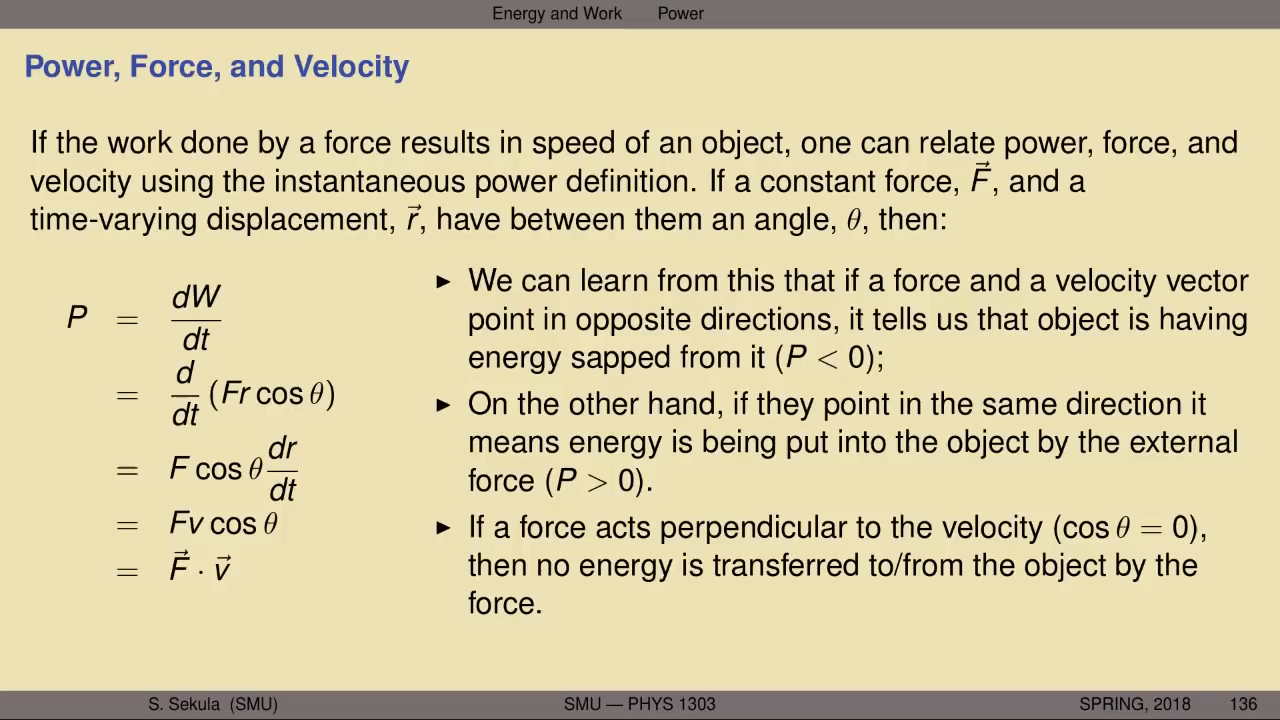 Energy and Work Power
Power, Force, and Velocity
If the work done by a force results in speed of an object, one can relate power, force, and
velocity using the instantaneous power definition. If a constant force, F⃗, and a
time-varying displacement, r⃗, have between them an angle, θ, then:
P = dW/dt
= d/dt (Fr cos θ)
= F cos θ dr/dt
= Fv cos θ
= F⃗ · v⃗
▶ We can learn from this that if a force and a velocity vector
point in opposite directions, it tells us that object is having
energy sapped from it (P < 0);
▶ On the other hand, if they point in the same direction it
means energy is being put into the object by the external
force (P > 0).
▶ If a force acts perpendicular to the velocity (cos θ = 0),
then no energy is transferred to/from the object by the
force.
S. Sekula (SMU) SMU — PHYS 1303 SPRING, 2018 136